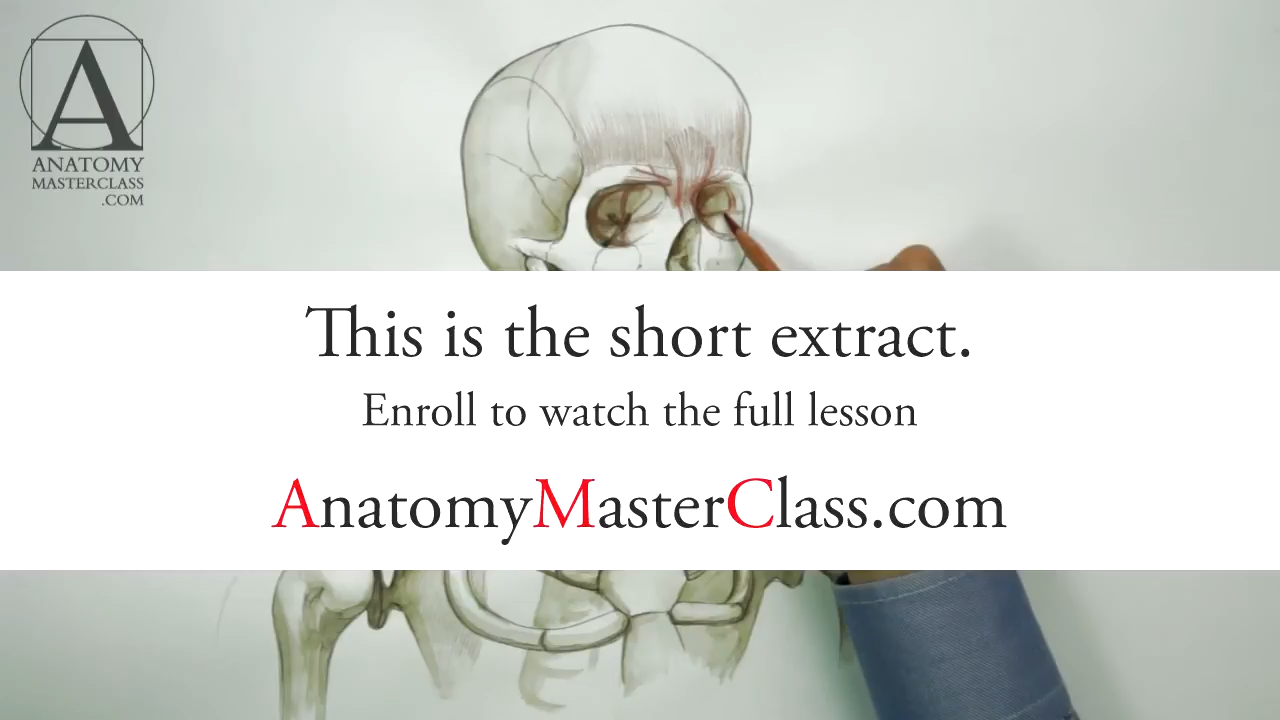 A
ANATOMY
MASTERCLASS
.COM
This is the short extract.
Enroll to watch the full lesson
AnatomyMasterClass.com